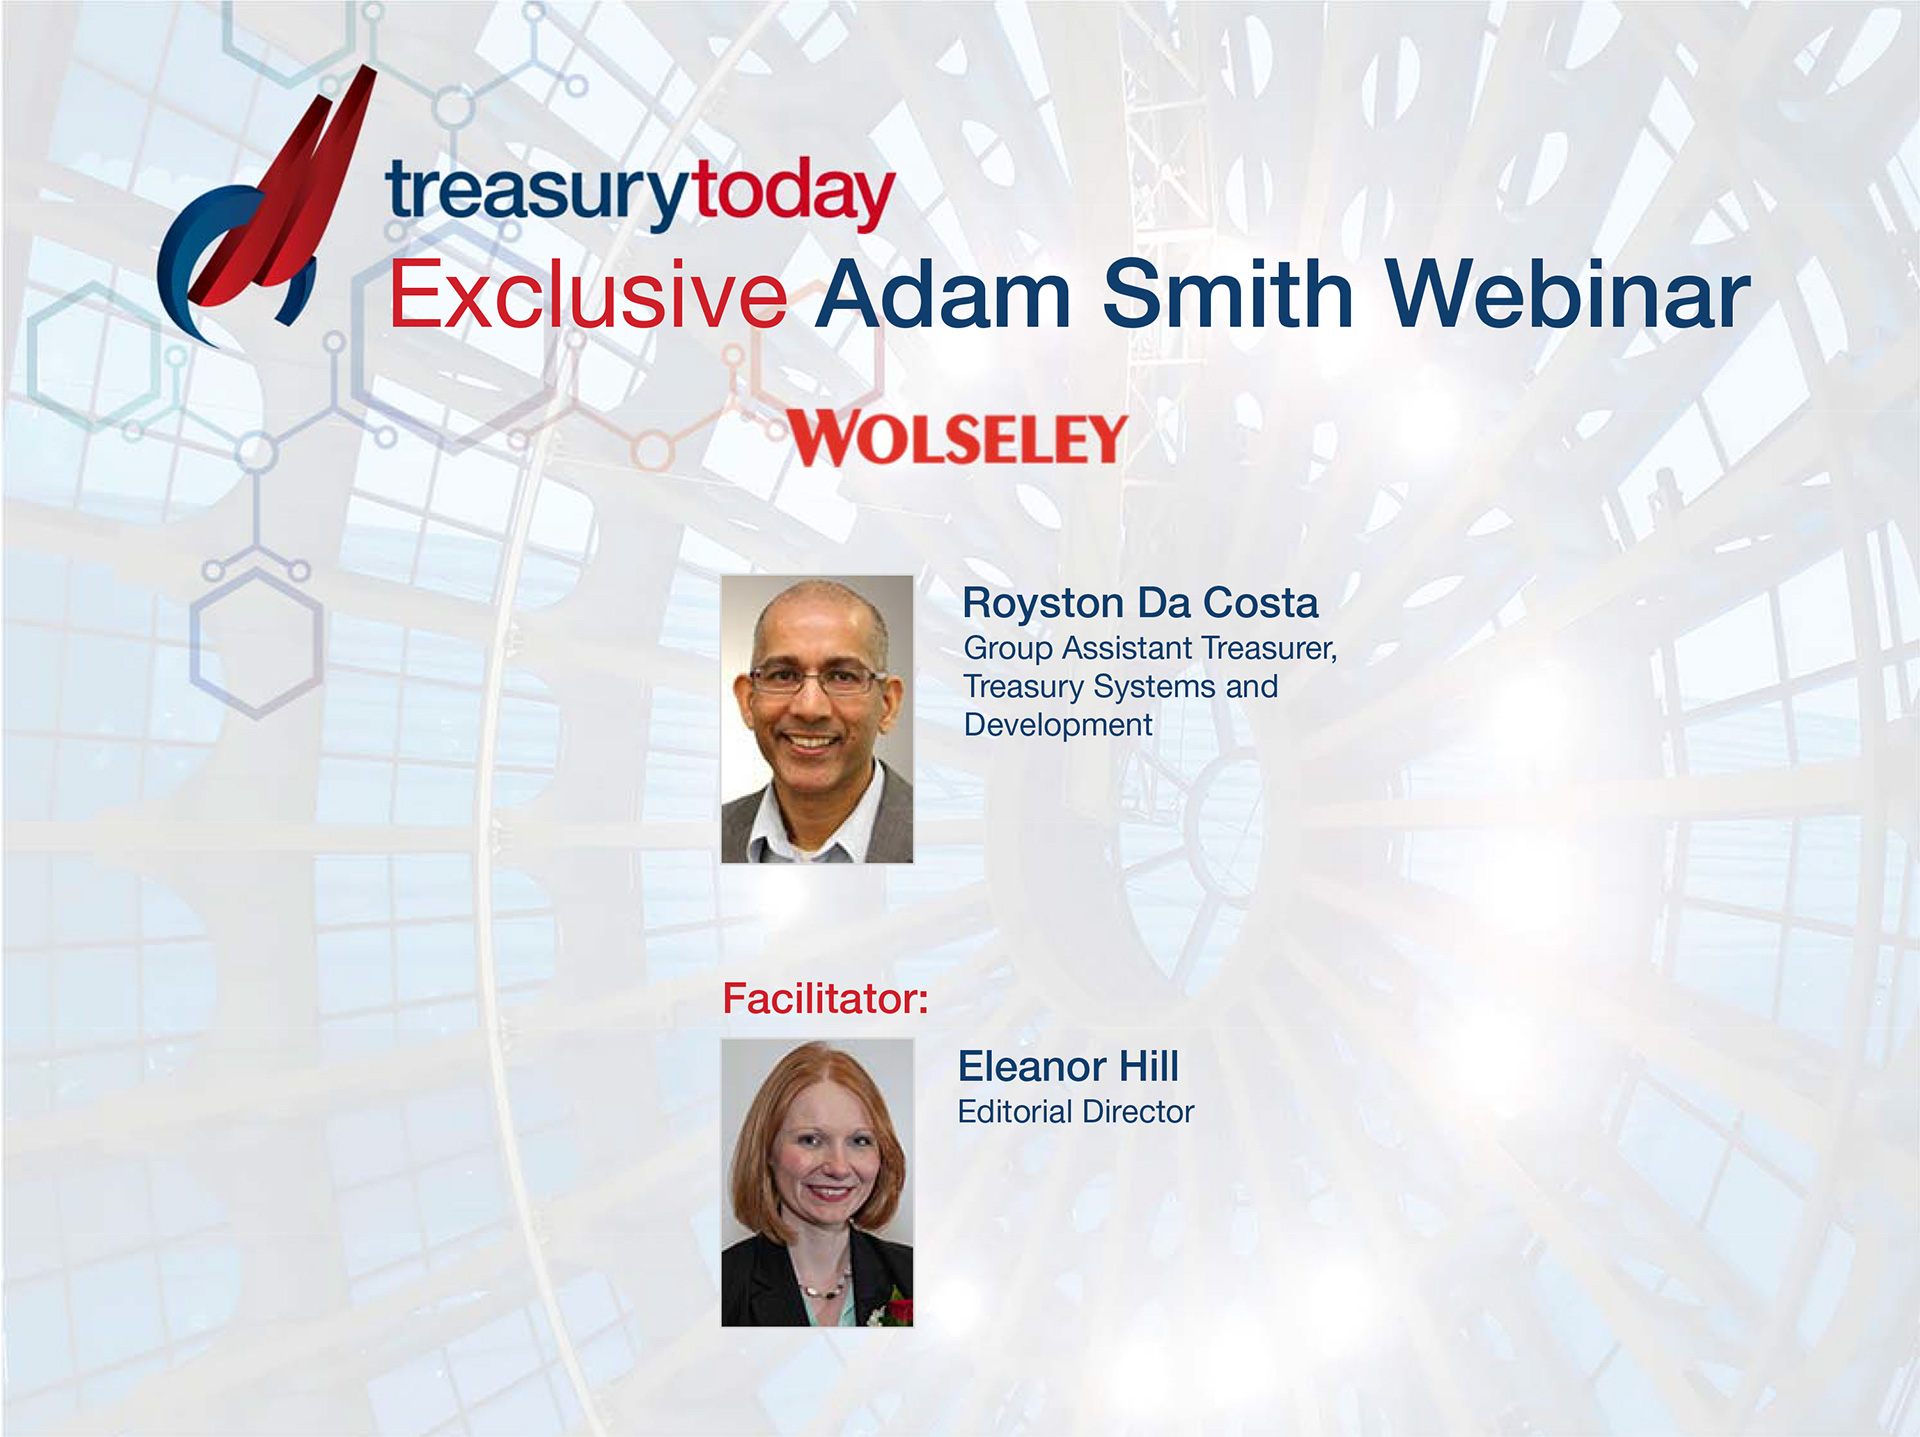 treasurytoday
Exclusive Adam Smith Webinar
WOLSELEY
Royston Da Costa
Group Assistant Treasurer,
Treasury Systems and
Development
Facilitator:
Eleanor Hill
Editorial Director